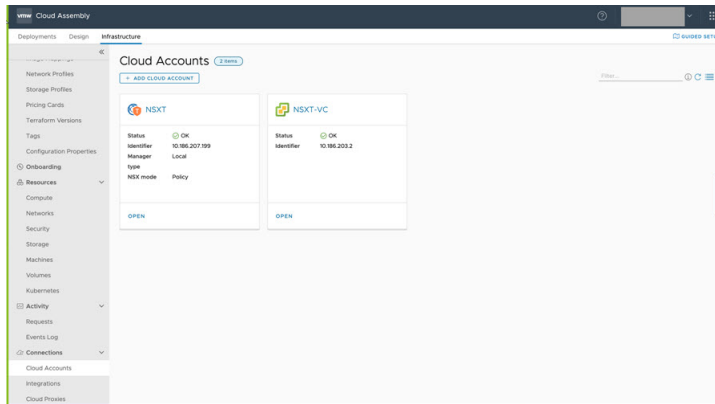 vmw Cloud Assembly
Deployments Design Infrastructure
GUIDED SETU
Network Profiles
Storage Profiles
Pricing Cards
Terraform Versions
Tags
Configuration Properties
Onboarding
Resources
Compute
Networks
Security
Storage
Machines
Volumes
Kubernetes
Activity
Requests
Events Log
Connections
Cloud Accounts
Integrations
Cloud Proxies
Cloud Accounts 2 items
+ ADD CLOUD ACCOUNT
Filter...
NSXT
Status OK
Identifier 10.186.207.199
Manager Local
type
NSX mode Policy
OPEN
NSXT-VC
Status OK
Identifier 10.186.203.2
OPEN